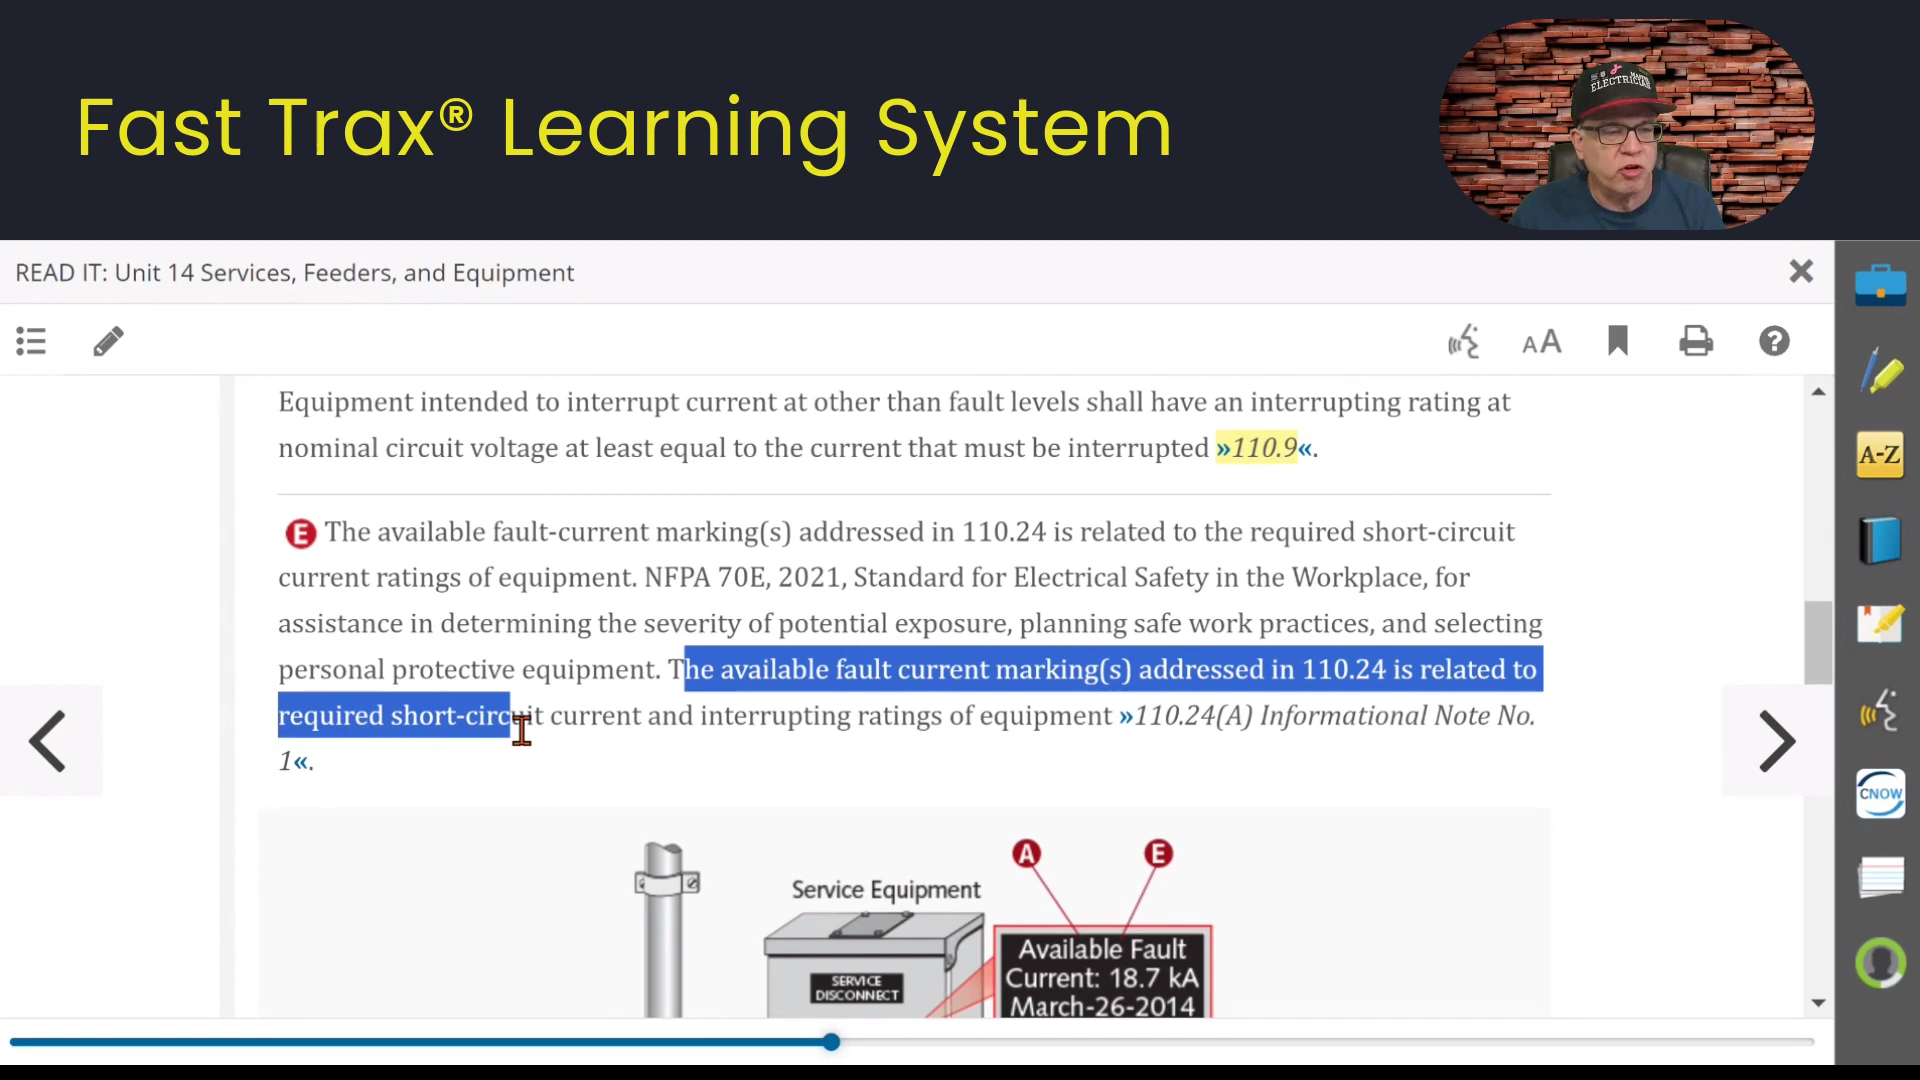 Fast Trax® Learning System
ELECTRICIAN
READ IT: Unit 14 Services, Feeders, and Equipment
AA
Equipment intended to interrupt current at other than fault levels shall have an interrupting rating at
nominal circuit voltage at least equal to the current that must be interrupted »110.9«.
E The available fault-current marking(s) addressed in 110.24 is related to the required short-circuit
current ratings of equipment. NFPA 70E, 2021, Standard for Electrical Safety in the Workplace, for
assistance in determining the severity of potential exposure, planning safe work practices, and selecting
personal protective equipment. The available fault current marking(s) addressed in 110.24 is related to
required short-circuit current and interrupting ratings of equipment »110.24(A) Informational Note No.
1«.
A E
Service Equipment
SERVICE
DISCONNECT
Available Fault
Current: 18.7 kA
March-26-2014
A-Z
CNOW